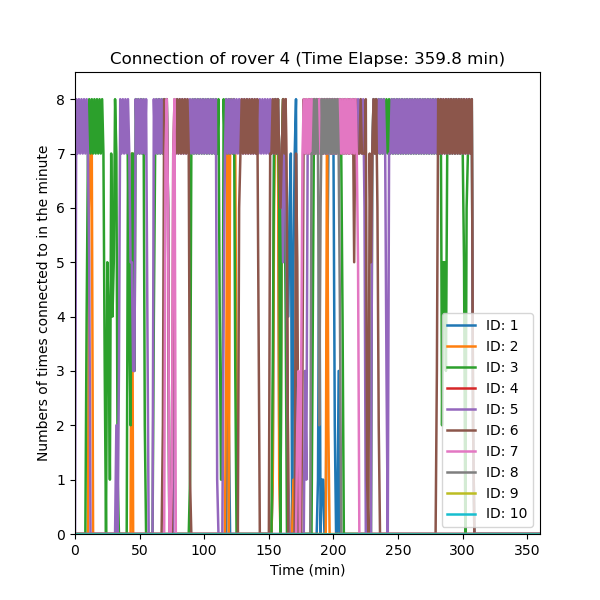 Connection of rover 4 (Time Elapse: 359.8 min)
Numbers of times connected to in the minute
8
7
6
5
4
3
2
1
0
ID: 1
ID: 2
ID: 3
ID: 4
ID: 5
ID: 6
ID: 7
ID: 8
ID: 9
ID: 10
0 50 100 150 200 250 300 350
Time (min)